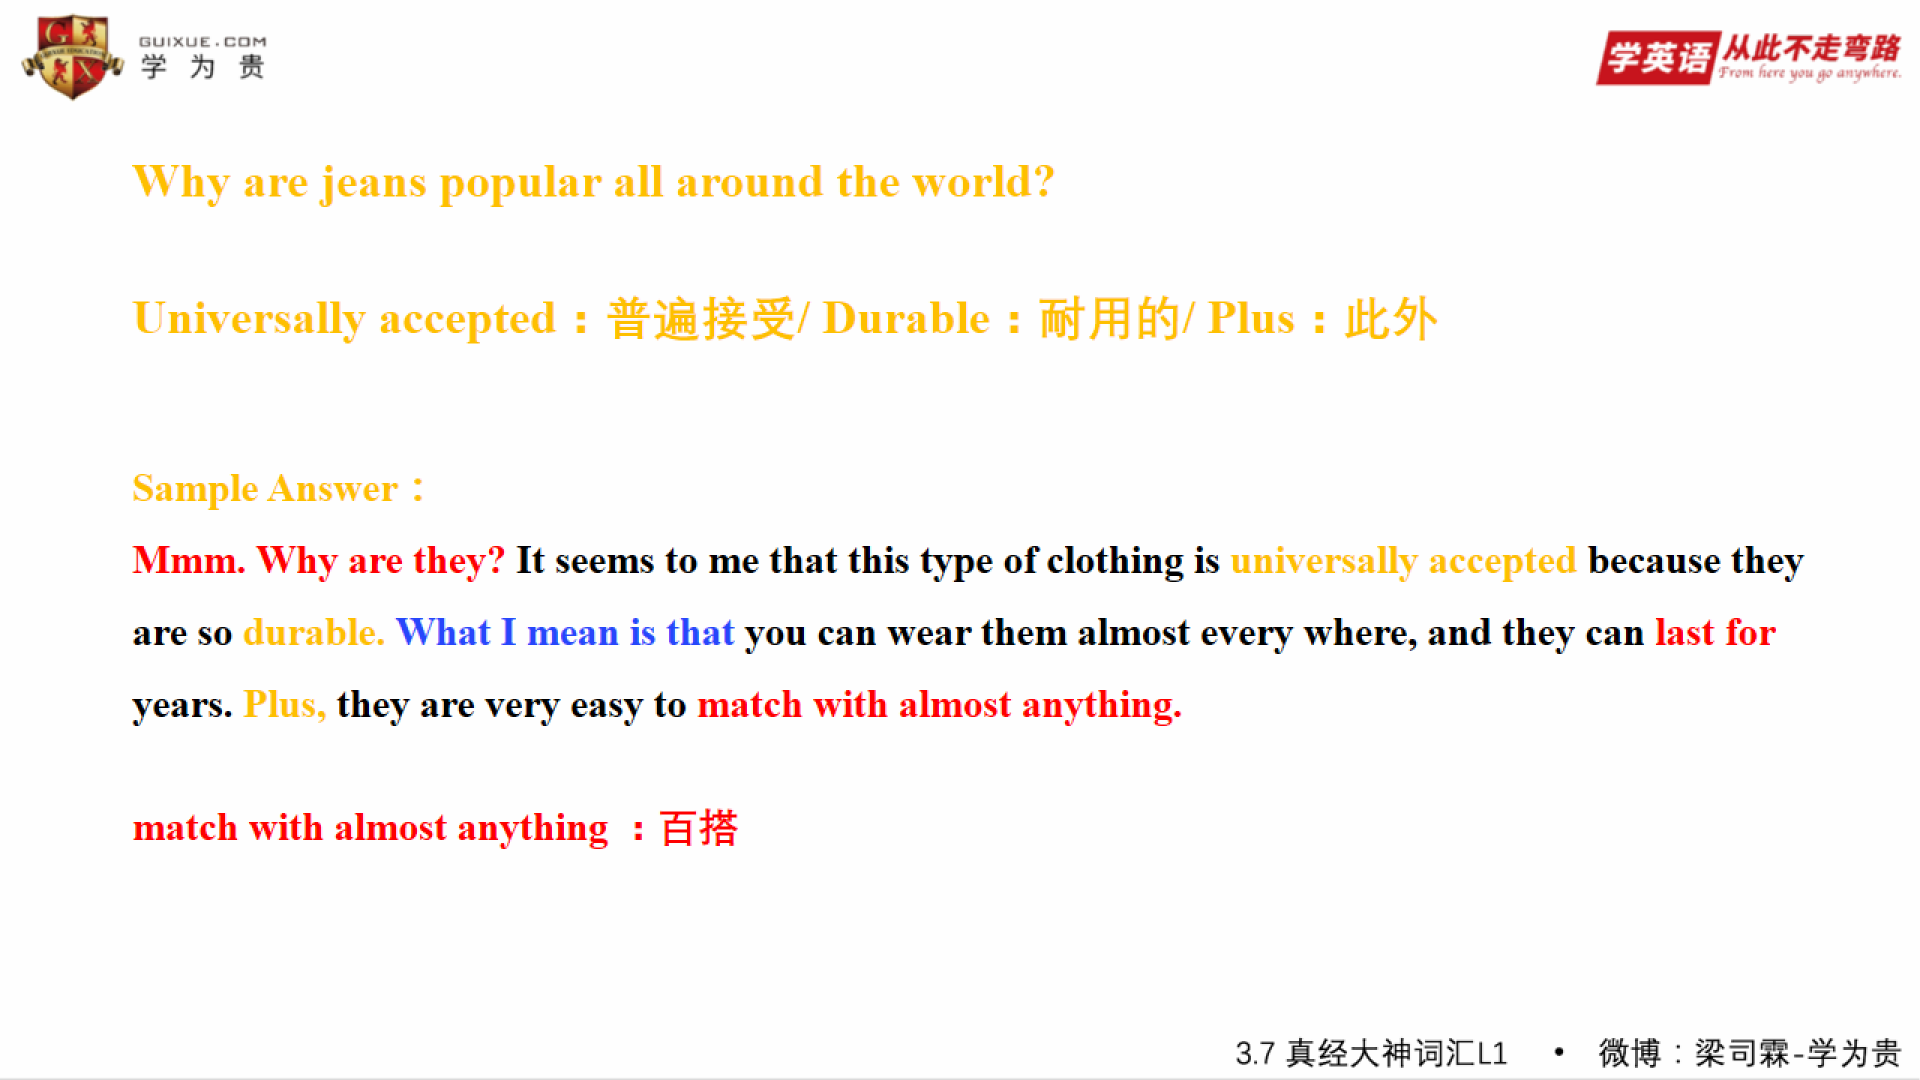 GUIXUE.COM
学为贵
学英语 从此不走弯路
From here you go anywhere.
Why are jeans popular all around the world?
Universally accepted：普遍接受/ Durable：耐用的/ Plus：此外
Sample Answer：
Mmm. Why are they? It seems to me that this type of clothing is universally accepted because they
are so durable. What I mean is that you can wear them almost every where, and they can last for
years. Plus, they are very easy to match with almost anything.
match with almost anything ：百搭
3.7 真经大神词汇L1 • 微博：梁司霖-学为贵